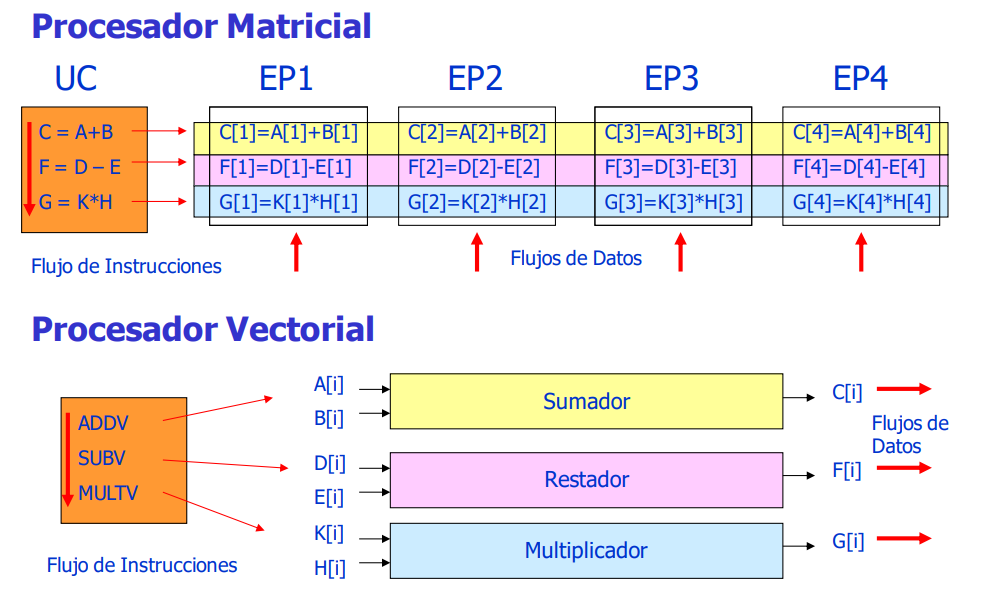 Procesador Matricial
UC EP1 EP2 EP3 EP4
C = A+B C[1]=A[1]+B[1] C[2]=A[2]+B[2] C[3]=A[3]+B[3] C[4]=A[4]+B[4]
F = D – E F[1]=D[1]-E[1] F[2]=D[2]-E[2] F[3]=D[3]-E[3] F[4]=D[4]-E[4]
G = K*H G[1]=K[1]*H[1] G[2]=K[2]*H[2] G[3]=K[3]*H[3] G[4]=K[4]*H[4]
Flujo de Instrucciones
Flujos de Datos
Procesador Vectorial
ADDV
SUBV
MULTV
Flujo de Instrucciones
A[i]
B[i]
Sumador
C[i]
Flujos de
Datos
D[i]
E[i]
Restador
F[i]
K[i]
H[i]
Multiplicador
G[i]